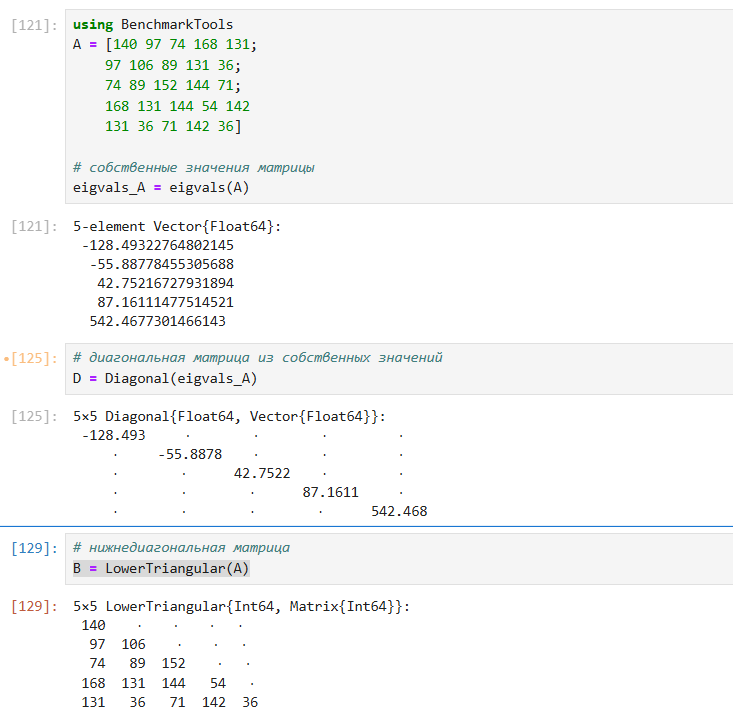 [121]: using BenchmarkTools
A = [140 97 74 168 131;
97 106 89 131 36;
74 89 152 144 71;
168 131 144 54 142
131 36 71 142 36]
# собственные значения матрицы
eigvals_A = eigvals(A)
[121]: 5-element Vector{Float64}:
-128.49322764802145
-55.88778455305688
42.75216727931894
87.16111477514521
542.4677301466143
•[125]: # диагональная матрица из собственных значений
D = Diagonal(eigvals_A)
[125]: 5×5 Diagonal{Float64, Vector{Float64}}:
-128.493 ⋅ ⋅ ⋅ ⋅
⋅ -55.8878 ⋅ ⋅ ⋅
⋅ ⋅ 42.7522 ⋅ ⋅
⋅ ⋅ ⋅ 87.1611 ⋅
⋅ ⋅ ⋅ ⋅ 542.468
[129]: # нижнедиагональная матрица
B = LowerTriangular(A)
[129]: 5×5 LowerTriangular{Int64, Matrix{Int64}}:
140 ⋅ ⋅ ⋅ ⋅
97 106 ⋅ ⋅ ⋅
74 89 152 ⋅ ⋅
168 131 144 54 ⋅
131 36 71 142 36